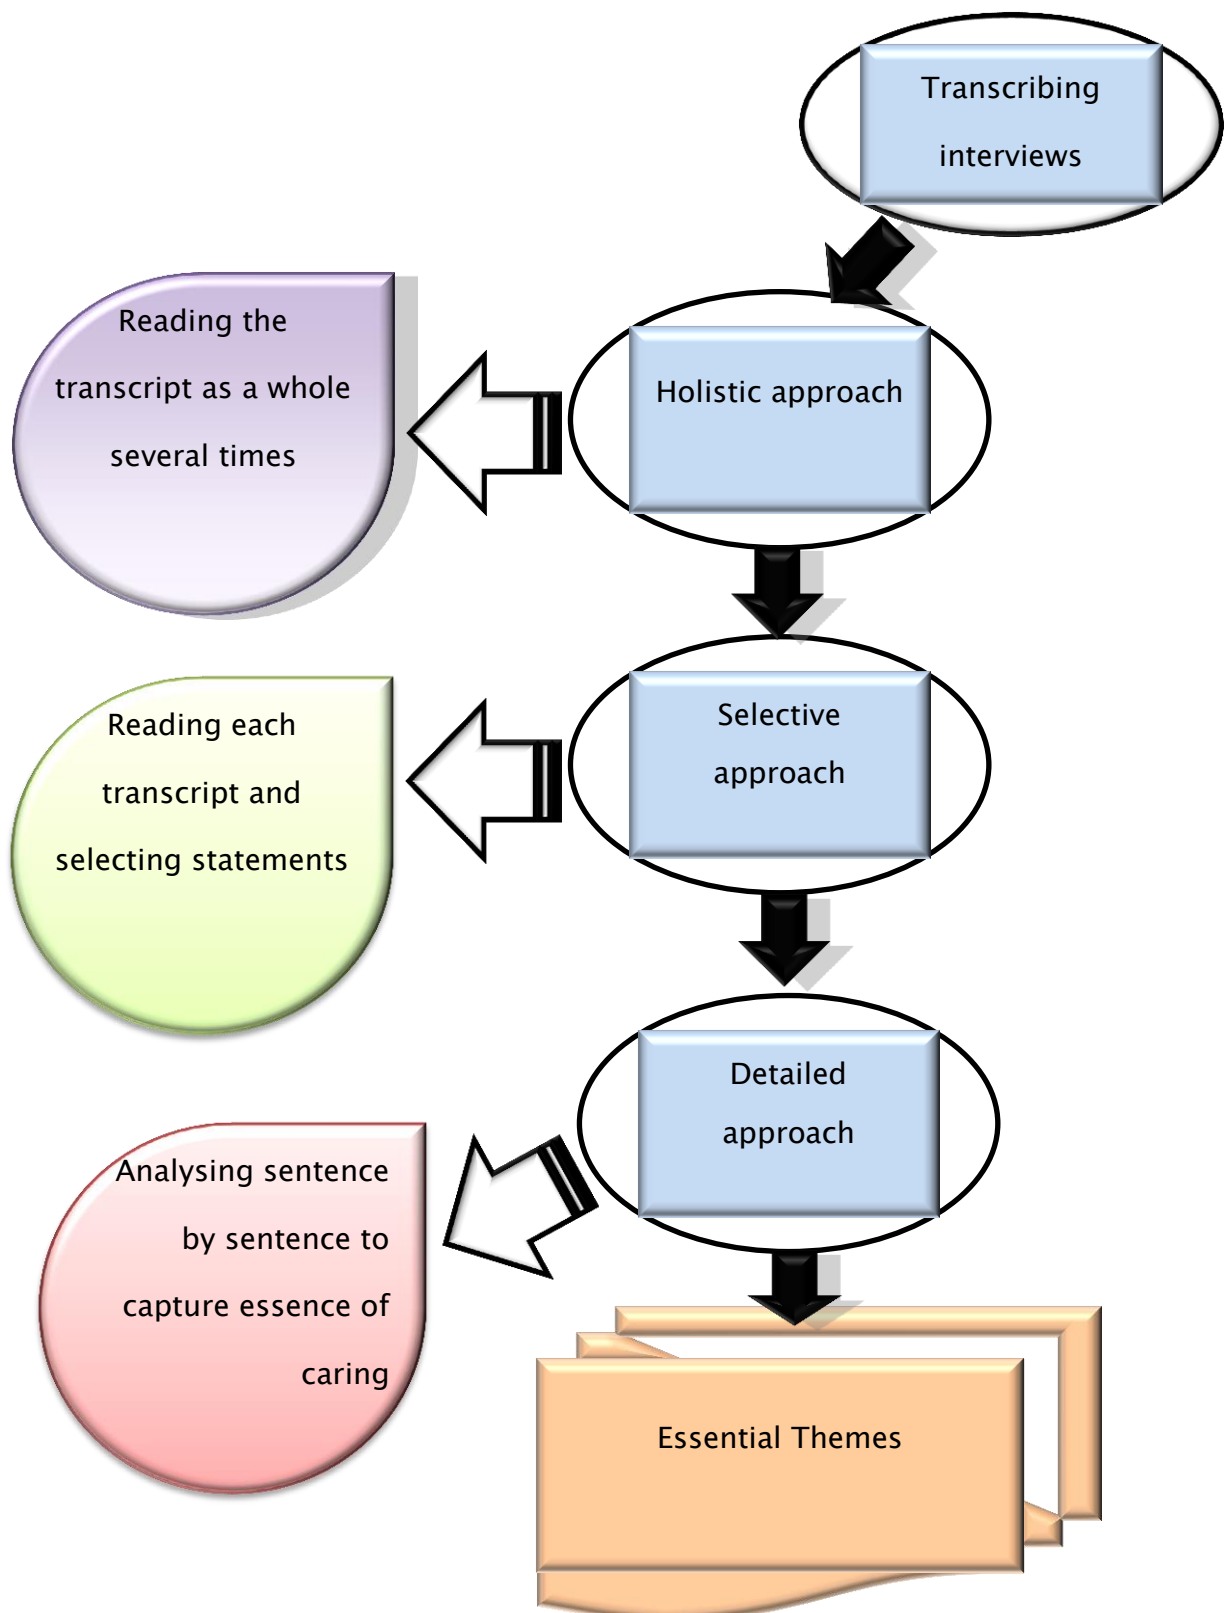 Transcribing
interviews
Holistic approach
Reading the
transcript as a whole
several times
Selective
approach
Reading each
transcript and
selecting statements
Detailed
approach
Analysing sentence
by sentence to
capture essence of
caring
Essential Themes